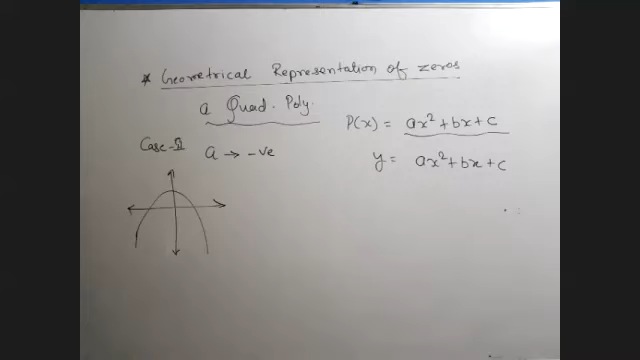 * Geometrical Representation of zeros
a Quad. Poly.
P(x) = ax² + bx + c
Case-II a → -ve
y = ax² + bx + c